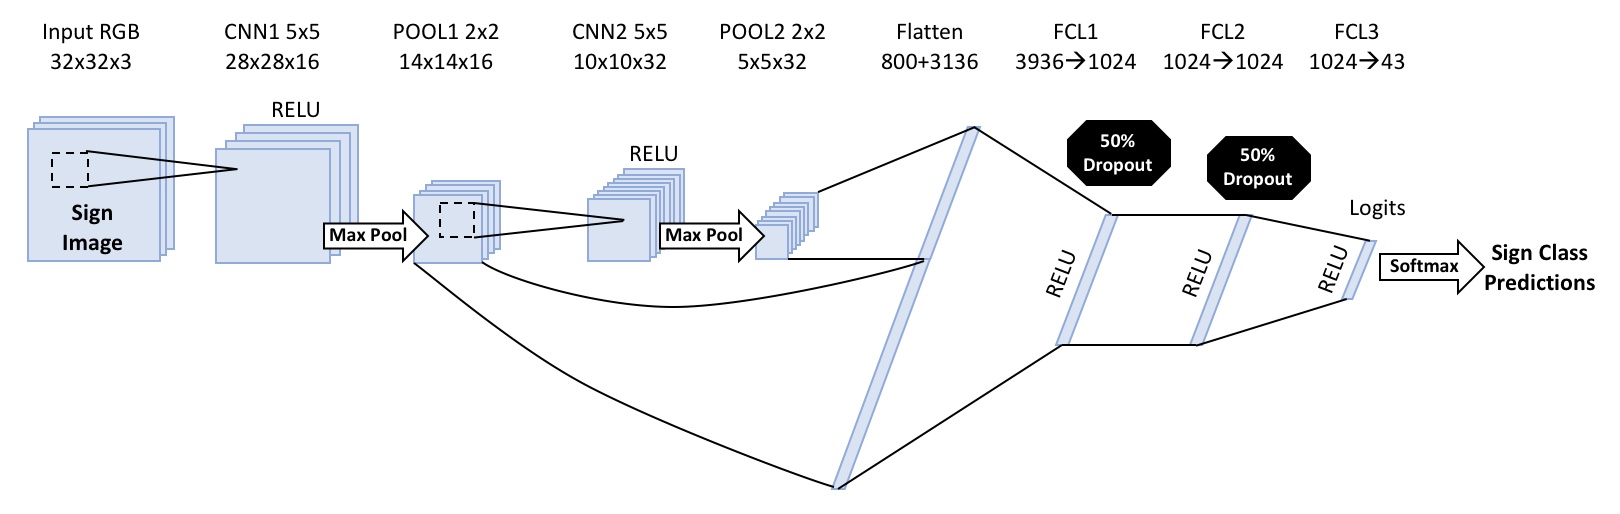 Input RGB
32x32x3
CNN1 5x5
28x28x16
POOL1 2x2
14x14x16
CNN2 5x5
10x10x32
POOL2 2x2
5x5x32
Flatten
800+3136
FCL1
3936→1024
FCL2
1024→1024
FCL3
1024→43
RELU
Sign
Image
Max Pool
RELU
Max Pool
50%
Dropout
50%
Dropout
RELU
RELU
Logits
RELU
Softmax
Sign Class
Predictions